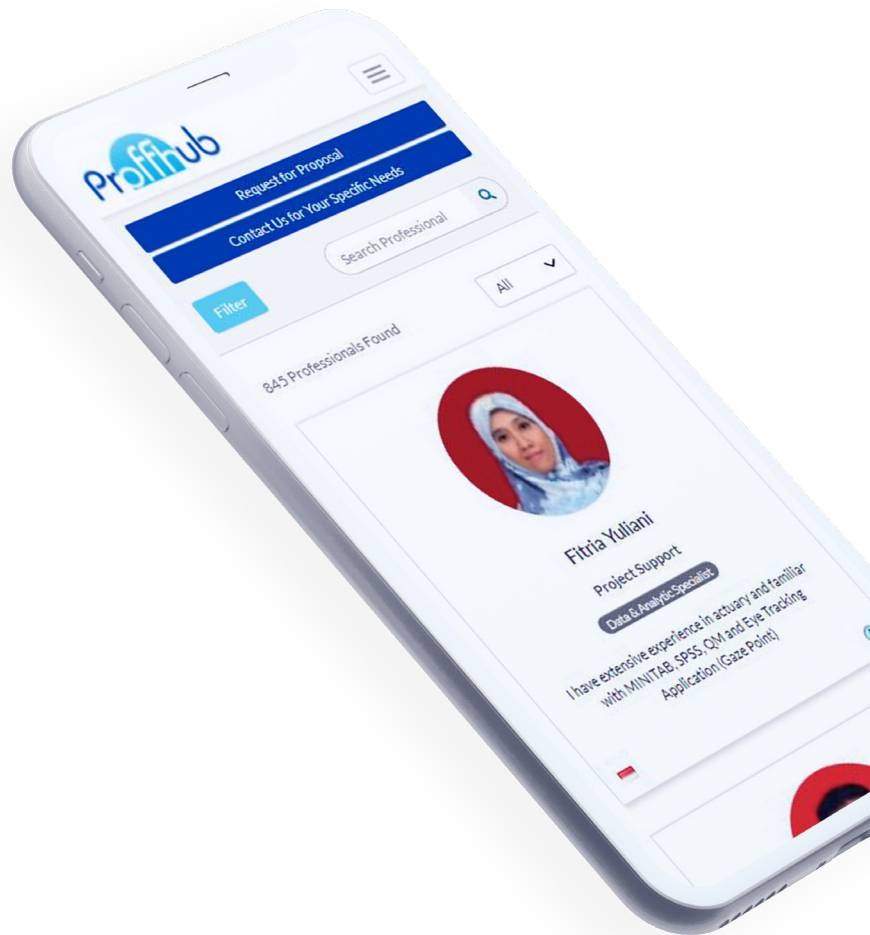 Proffhub
Request for Proposal
Contact Us for Your Specific Needs
Search Professional
Filter
All
845 Professionals Found
Fitria Yuliani
Project Support
Data & Analytic Specialist
I have extensive experience in actuary and familiar
with MINITAB, SPSS, QM and Eye Tracking
Application (Gaze Point)